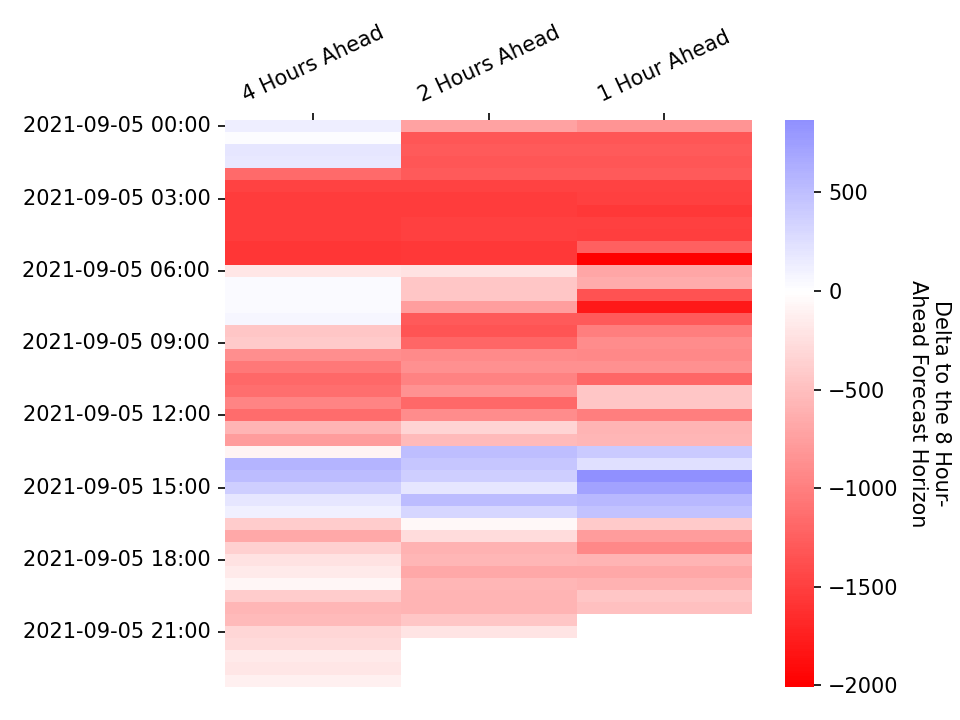 4 Hours Ahead
2 Hours Ahead
1 Hour Ahead
2021-09-05 00:00
2021-09-05 03:00
2021-09-05 06:00
2021-09-05 09:00
2021-09-05 12:00
2021-09-05 15:00
2021-09-05 18:00
2021-09-05 21:00
500
0
−500
−1000
−1500
−2000
Delta to the 8 Hour-
Ahead Forecast Horizon